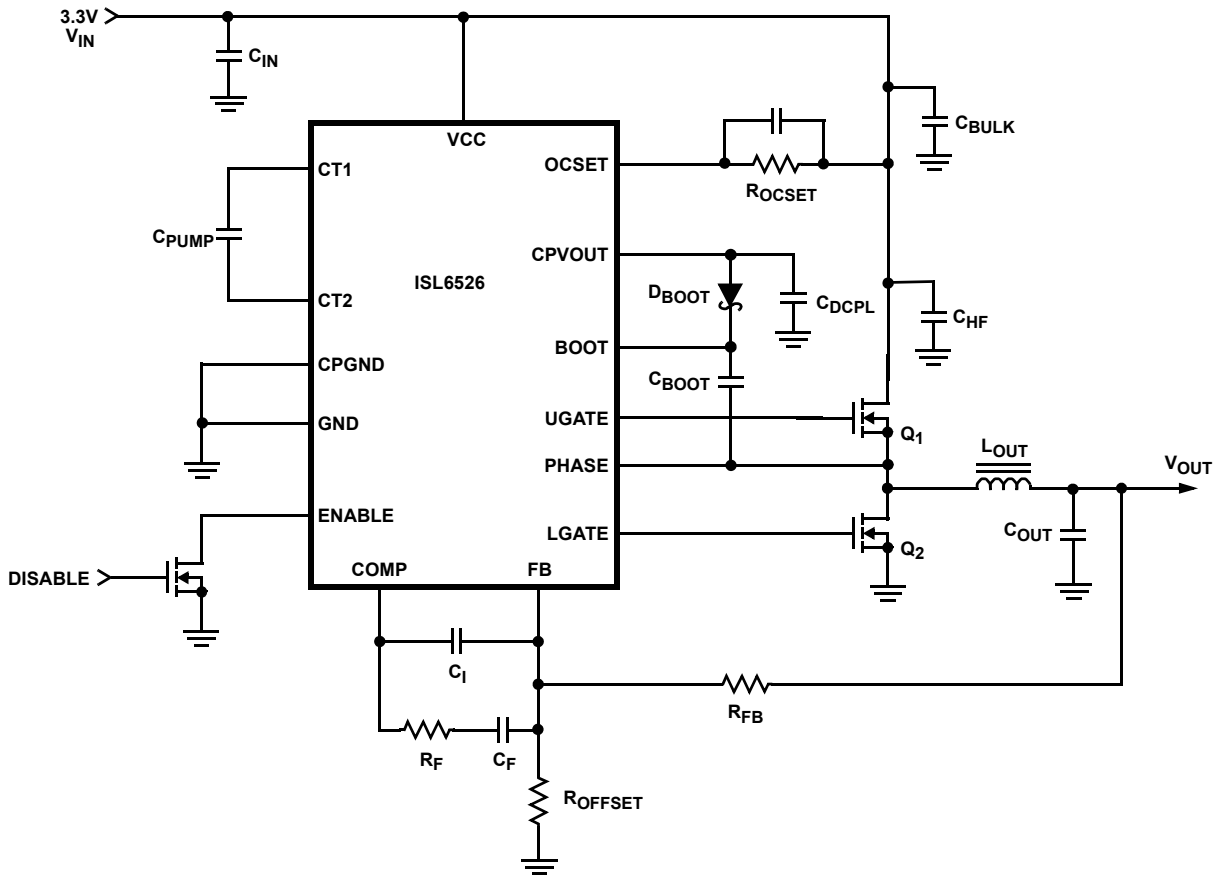 3.3V
VIN
CIN
CBULK
VCC
OCSET
ROCSET
CT1
CPUMP
CT2
ISL6526
CPVOUT
DBOOT
CDCPL
CHF
BOOT
CBOOT
CPGND
GND
UGATE
Q1
PHASE
LOUT
VOUT
ENABLE
LGATE
Q2
COUT
DISABLE
COMP
FB
CI
RFB
RF
CF
ROFFSET